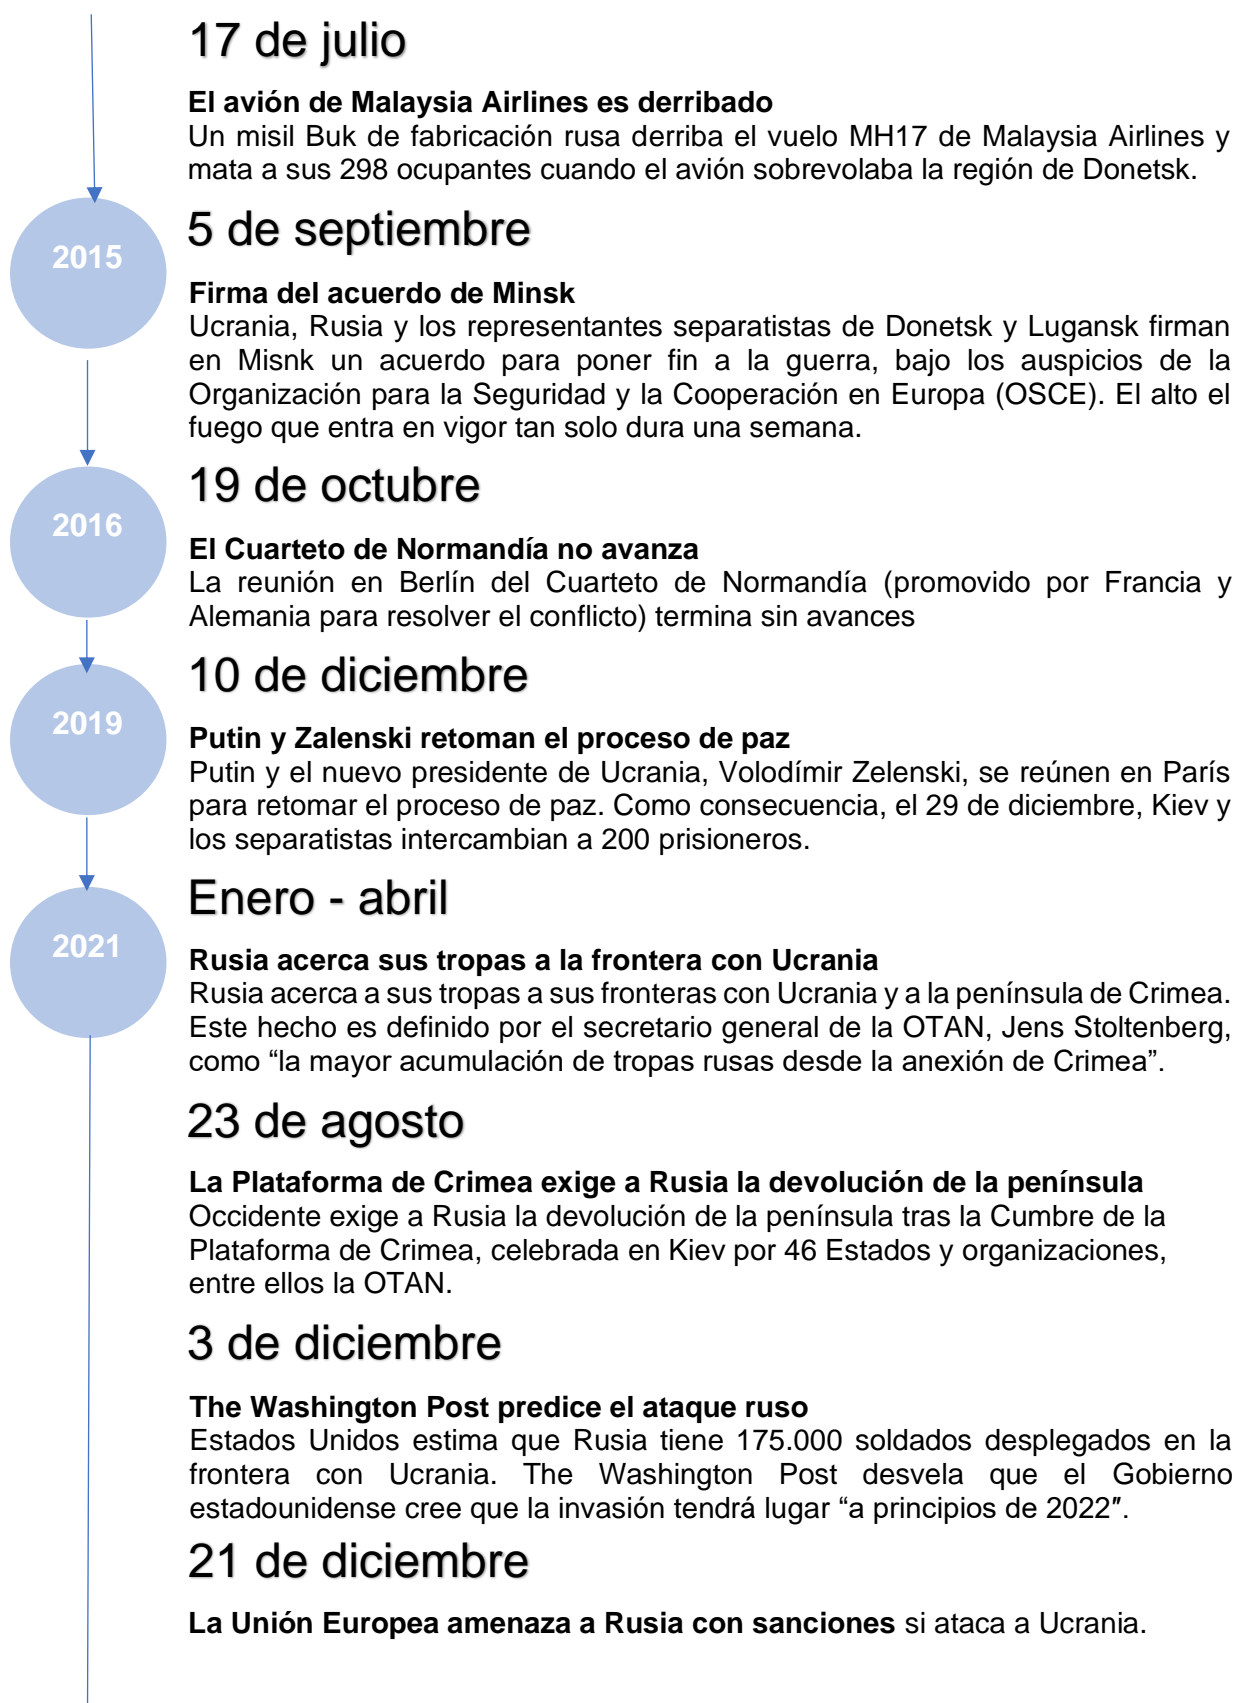 17 de julio
El avión de Malaysia Airlines es derribado
Un misil Buk de fabricación rusa derriba el vuelo MH17 de Malaysia Airlines y
mata a sus 298 ocupantes cuando el avión sobrevolaba la región de Donetsk.
2015
5 de septiembre
Firma del acuerdo de Minsk
Ucrania, Rusia y los representantes separatistas de Donetsk y Lugansk firman
en Misnk un acuerdo para poner fin a la guerra, bajo los auspicios de la
Organización para la Seguridad y la Cooperación en Europa (OSCE). El alto el
fuego que entra en vigor tan solo dura una semana.
2016
19 de octubre
El Cuarteto de Normandía no avanza
La reunión en Berlín del Cuarteto de Normandía (promovido por Francia y
Alemania para resolver el conflicto) termina sin avances
2019
10 de diciembre
Putin y Zalenski retoman el proceso de paz
Putin y el nuevo presidente de Ucrania, Volodímir Zelenski, se reúnen en París
para retomar el proceso de paz. Como consecuencia, el 29 de diciembre, Kiev y
los separatistas intercambian a 200 prisioneros.
2021
Enero - abril
Rusia acerca sus tropas a la frontera con Ucrania
Rusia acerca a sus tropas a sus fronteras con Ucrania y a la península de Crimea.
Este hecho es definido por el secretario general de la OTAN, Jens Stoltenberg,
como “la mayor acumulación de tropas rusas desde la anexión de Crimea”.
23 de agosto
La Plataforma de Crimea exige a Rusia la devolución de la península
Occidente exige a Rusia la devolución de la península tras la Cumbre de la
Plataforma de Crimea, celebrada en Kiev por 46 Estados y organizaciones,
entre ellos la OTAN.
3 de diciembre
The Washington Post predice el ataque ruso
Estados Unidos estima que Rusia tiene 175.000 soldados desplegados en la
frontera con Ucrania. The Washington Post desvela que el Gobierno
estadounidense cree que la invasión tendrá lugar “a principios de 2022″.
21 de diciembre
La Unión Europea amenaza a Rusia con sanciones si ataca a Ucrania.